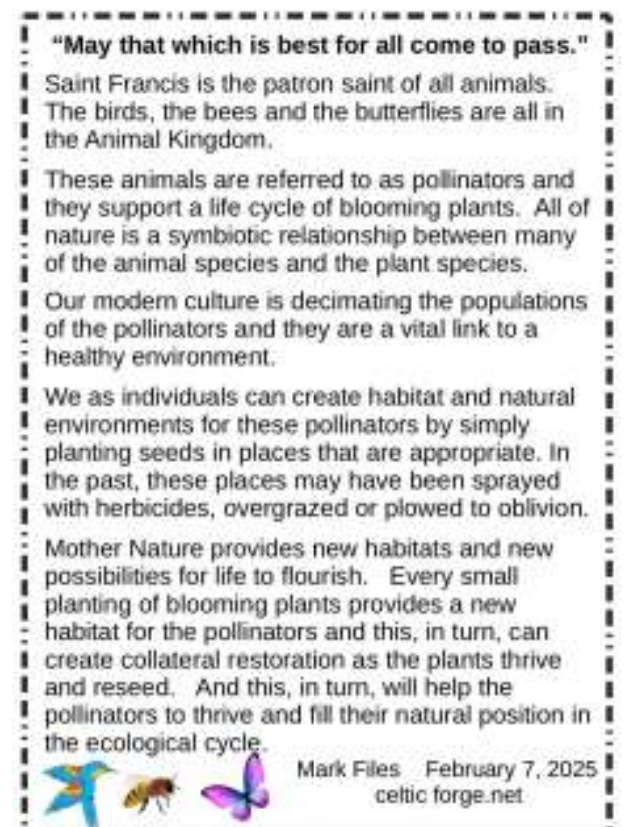 “May that which is best for all come to pass.”
Saint Francis is the patron saint of all animals.
The birds, the bees and the butterflies are all in
the Animal Kingdom.
These animals are referred to as pollinators and
they support a life cycle of blooming plants.  All of
nature is a symbiotic relationship between many
of the animal species and the plant species.
Our modern culture is decimating the populations
of the pollinators and they are a vital link to a
healthy environment.
We as individuals can create habitat and natural
environments for these pollinators by simply
planting seeds in places that are appropriate. In
the past, these places may have been sprayed
with herbicides, overgrazed or plowed to oblivion.
Mother Nature provides new habitats and new
possibilities for life to flourish.   Every small
planting of blooming plants provides a new
habitat for the pollinators and this, in turn, can
create collateral restoration as the plants thrive
and reseed.   And this, in turn, will help the
pollinators to thrive and fill their natural position in
the ecological cycle.
Mark Files    February 7, 2025
celtic forge.net